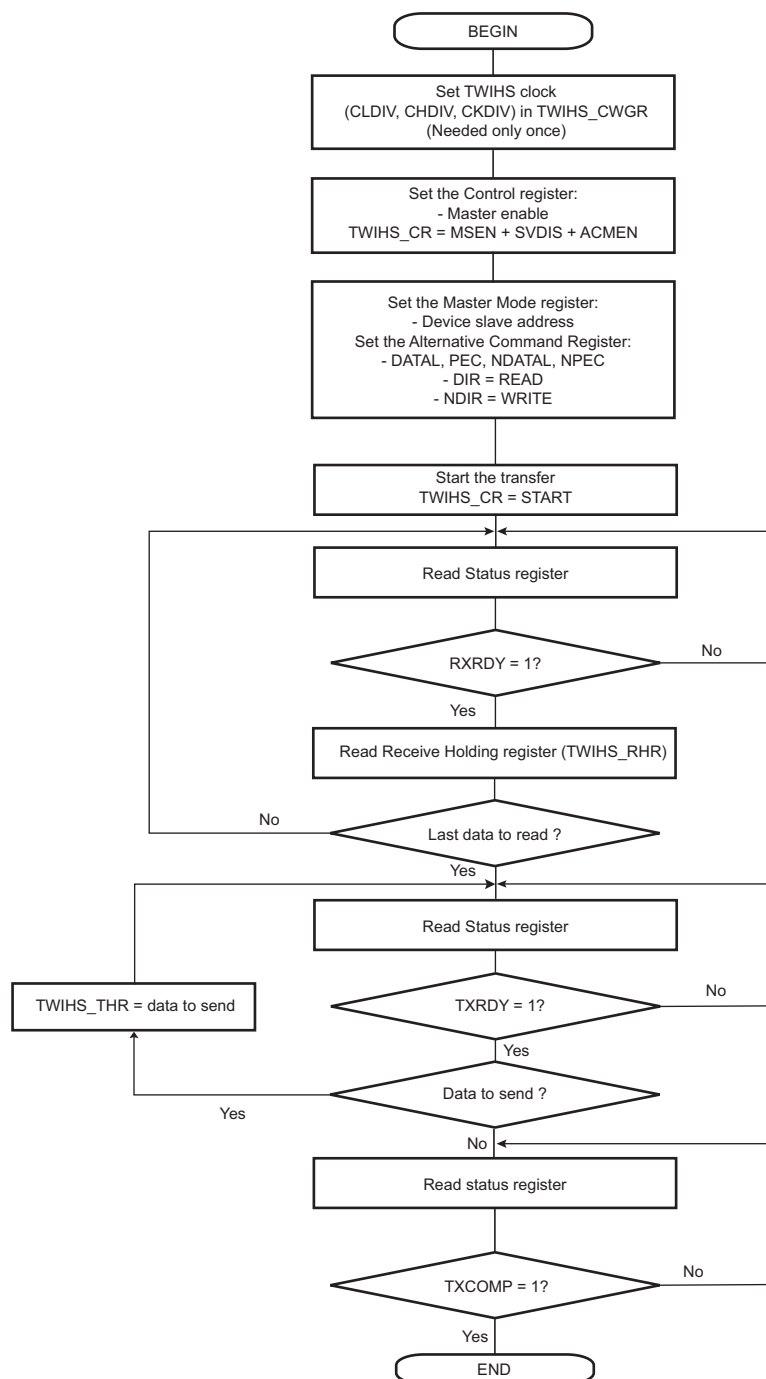 BEGIN
Set TWIHS clock
(CLDIV, CHDIV, CKDIV) in TWIHS_CWGR
(Needed only once)
Set the Control register:
- Master enable
TWIHS_CR = MSEN + SVDIS + ACMEN
Set the Master Mode register:
- Device slave address
Set the Alternative Command Register:
- DATAL, PEC, NDATAL, NPEC
- DIR = READ
- NDIR = WRITE
Start the transfer
TWIHS_CR = START
Read Status register
RXRDY = 1?
No
Yes
Read Receive Holding register (TWIHS_RHR)
No
Last data to read ?
Yes
Read Status register
TWIHS_THR = data to send
TXRDY = 1?
No
Yes
Data to send ?
Yes
No
Read status register
TXCOMP = 1?
No
Yes
END